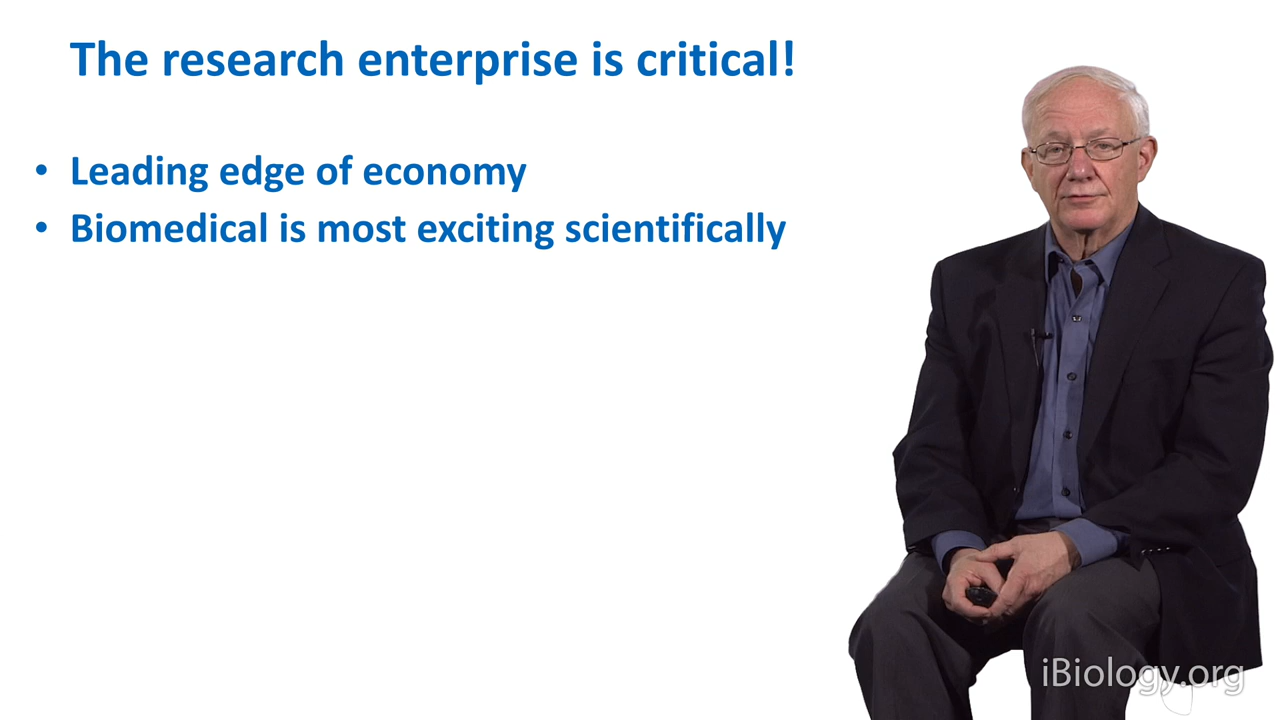 The research enterprise is critical!
• Leading edge of economy
• Biomedical is most exciting scientifically
iBiology.org